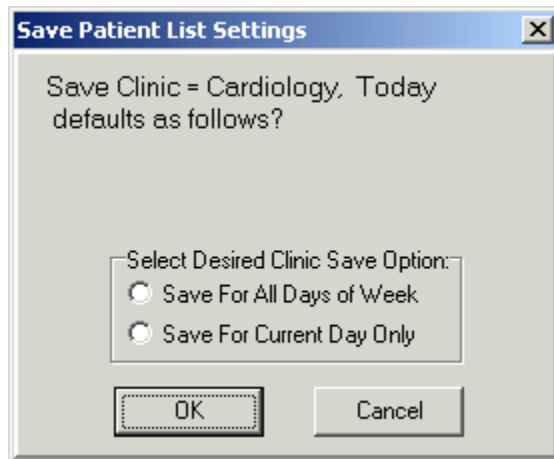 Save Patient List Settings
Save Clinic = Cardiology, Today
defaults as follows?
Select Desired Clinic Save Option:
Save For All Days of Week
Save For Current Day Only
OK
Cancel